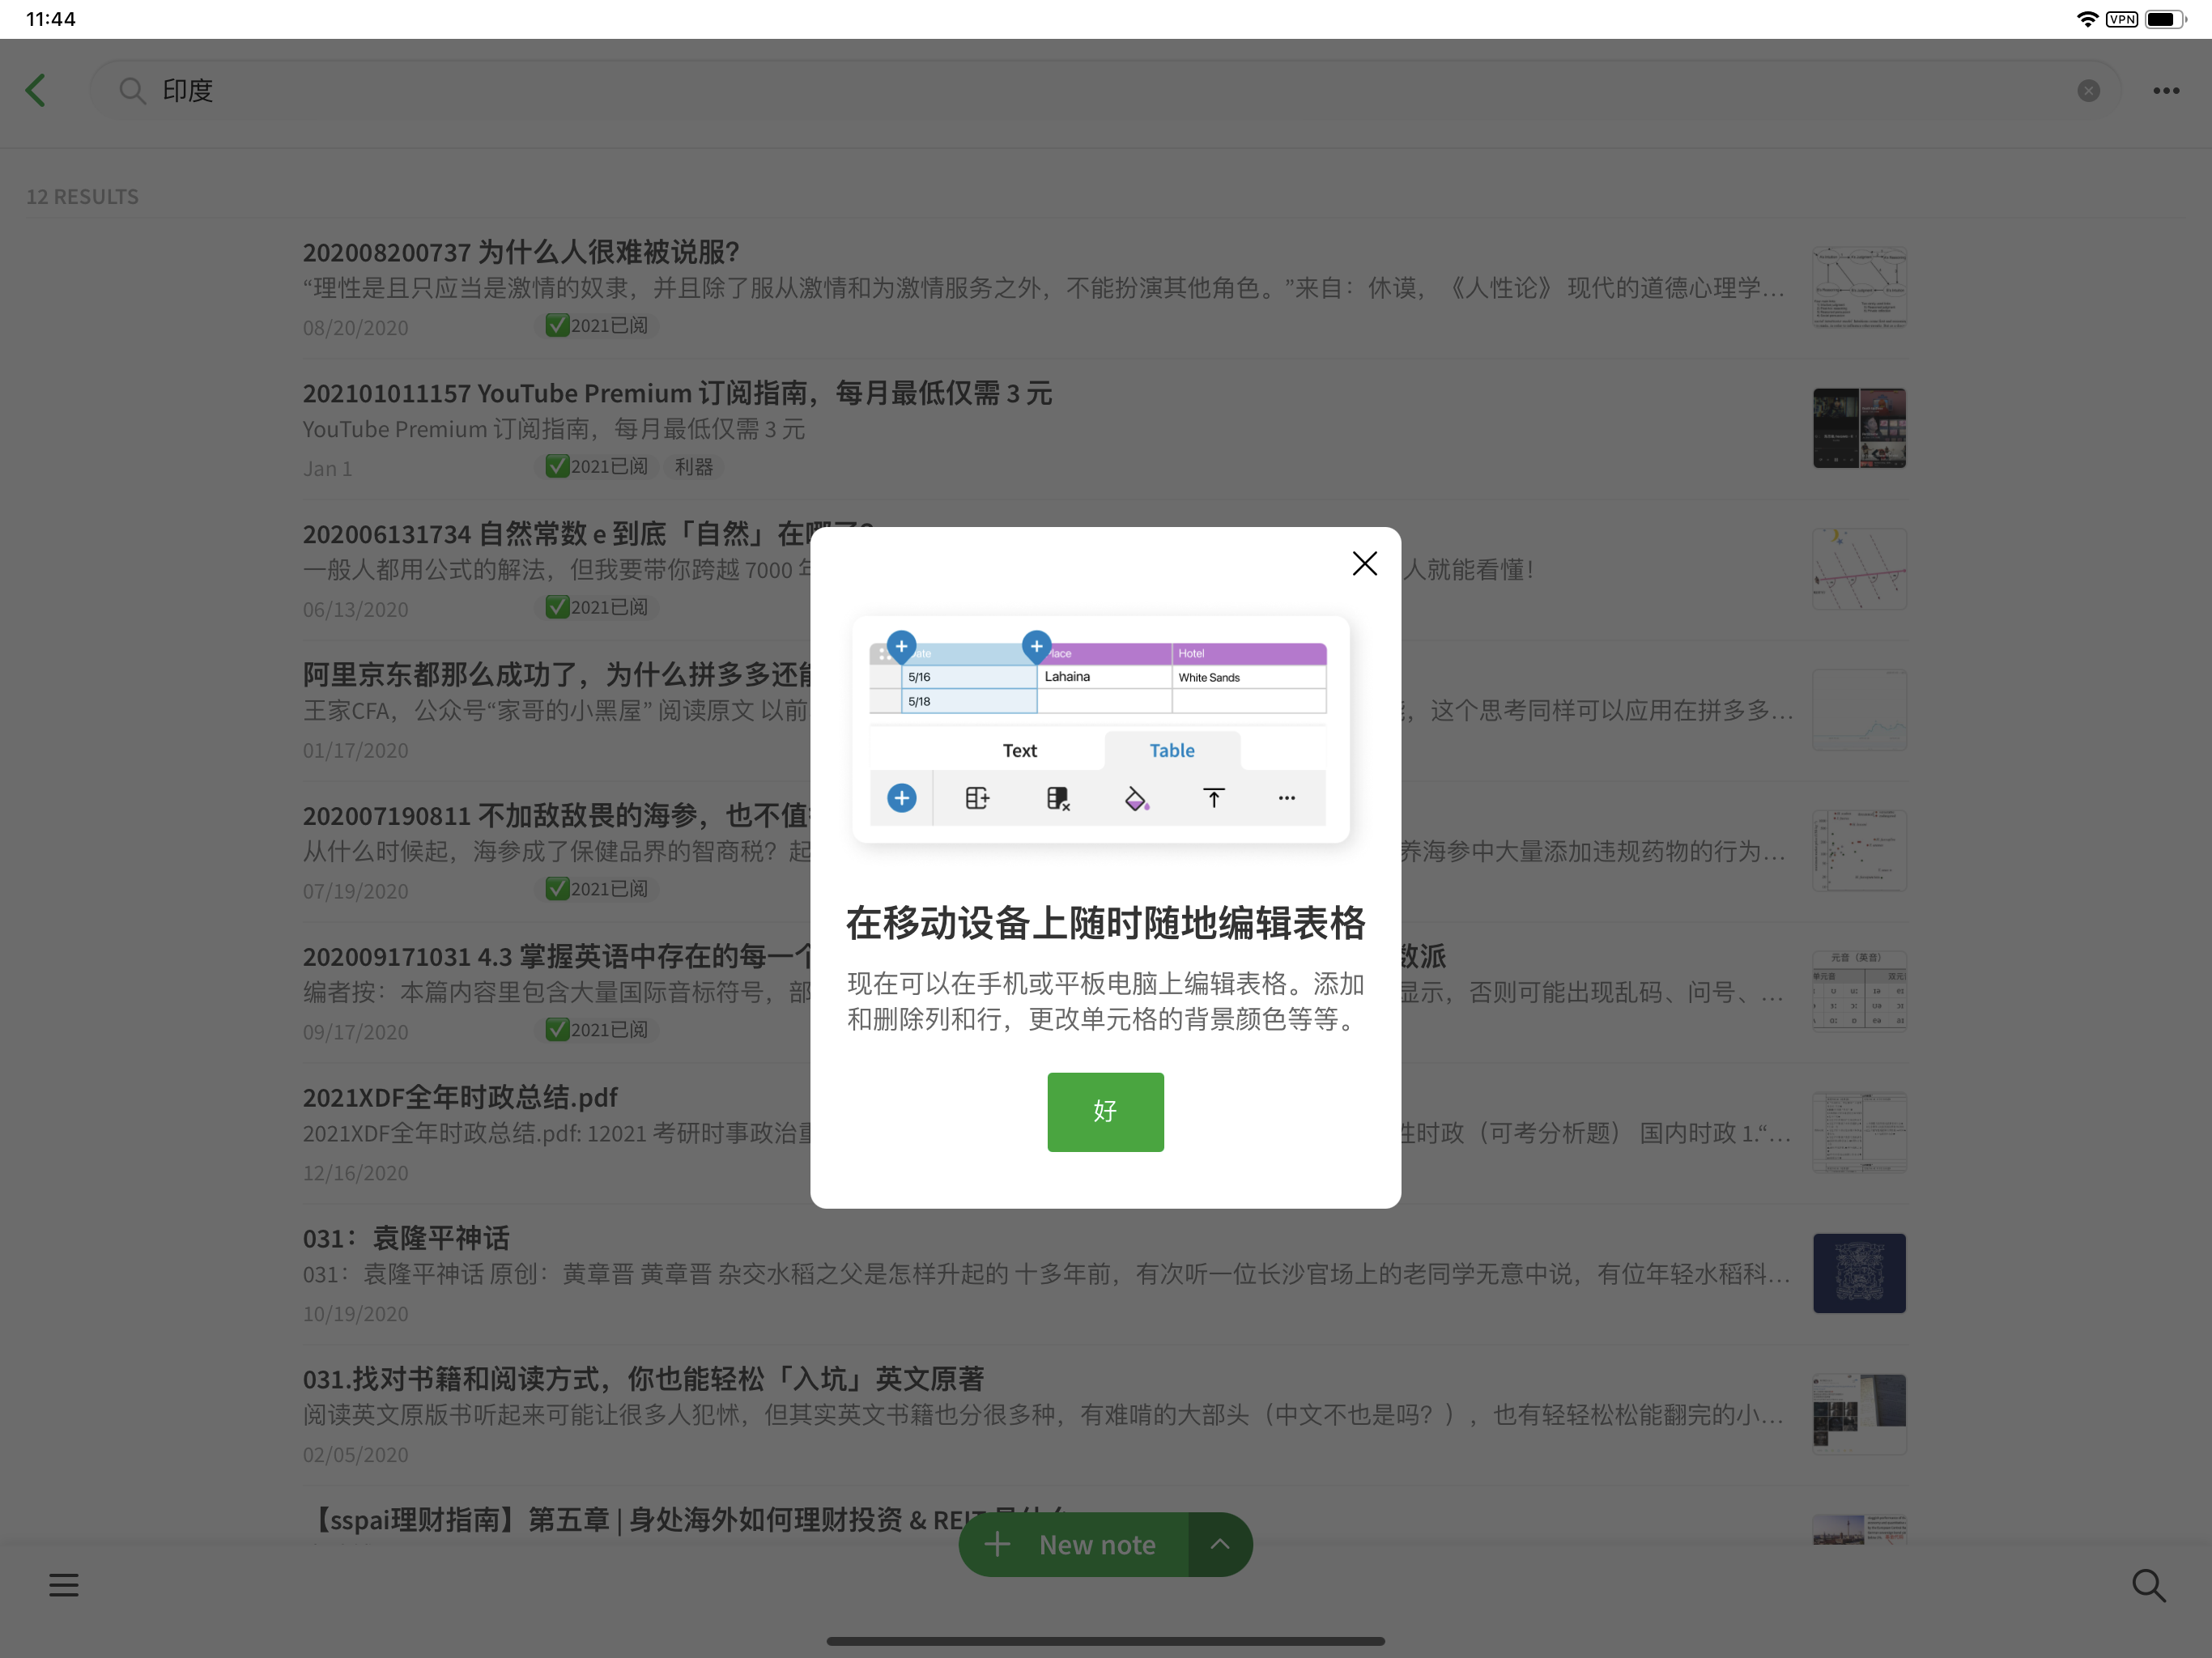 11:44
VPN
印度
12 RESULTS
202008200737 为什么人很难被说服？
“理性是且只应当是激情的奴隶，并且除了服从激情和为激情服务之外，不能扮演其他角色。”来自：休谟，《人性论》 现代的道德心理学…
08/20/2020
✅2021已阅
202101011157 YouTube Premium 订阅指南，每月最低仅需 3 元
YouTube Premium 订阅指南，每月最低仅需 3 元
Jan 1
✅2021已阅 利器
202006131734 自然常数 e 到底「自然」在哪了？
一般人都用公式的解法，但我要带你跨越 7000 年
人就能看懂！
06/13/2020
✅2021已阅
阿里京东都那么成功了，为什么拼多多还能
王家CFA，公众号“家哥的小黑屋” 阅读原文 以前
，这个思考同样可以应用在拼多多…
01/17/2020
202007190811 不加敌敌畏的海参，也不值
从什么时候起，海参成了保健品界的智商税？起
养海参中大量添加违规药物的行为…
07/19/2020
✅2021已阅
202009171031 4.3 掌握英语中存在的每一个
数派
编者按：本篇内容里包含大量国际音标符号，部
显示，否则可能出现乱码、问号、…
09/17/2020
✅2021已阅
2021XDF全年时政总结.pdf
2021XDF全年时政总结.pdf: 12021 考研时事政治重
性时政（可考分析题） 国内时政 1.“…
12/16/2020
031：袁隆平神话
031：袁隆平神话 原创：黄章晋 黄章晋 杂交水稻之父是怎样升起的 十多年前，有次听一位长沙官场上的老同学无意中说，有位年轻水稻科…
10/19/2020
031.找对书籍和阅读方式，你也能轻松「入坑」英文原著
阅读英文原版书听起来可能让很多人犯怵，但其实英文书籍也分很多种，有难啃的大部头（中文不也是吗？），也有轻轻松松能翻完的小…
02/05/2020
【sspai理财指南】第五章 | 身处海外如何理财投资 & REIT 是什么
New note
元音（美音）
单元音 双元
ate
lace
Hotel
5/16
Lahaina
White Sands
5/18
Text
Table
在移动设备上随时随地编辑表格
现在可以在手机或平板电脑上编辑表格。添加
和删除列和行，更改单元格的背景颜色等等。
好